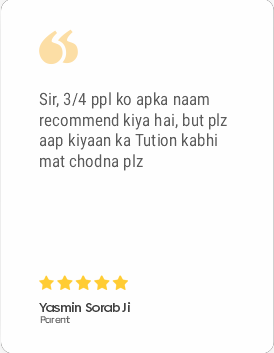 Sir, 3/4 ppl ko apka naam
recommend kiya hai, but plz
aap kiyaan ka Tution kabhi
mat chodna plz
Yasmin Sorab Ji
Parent